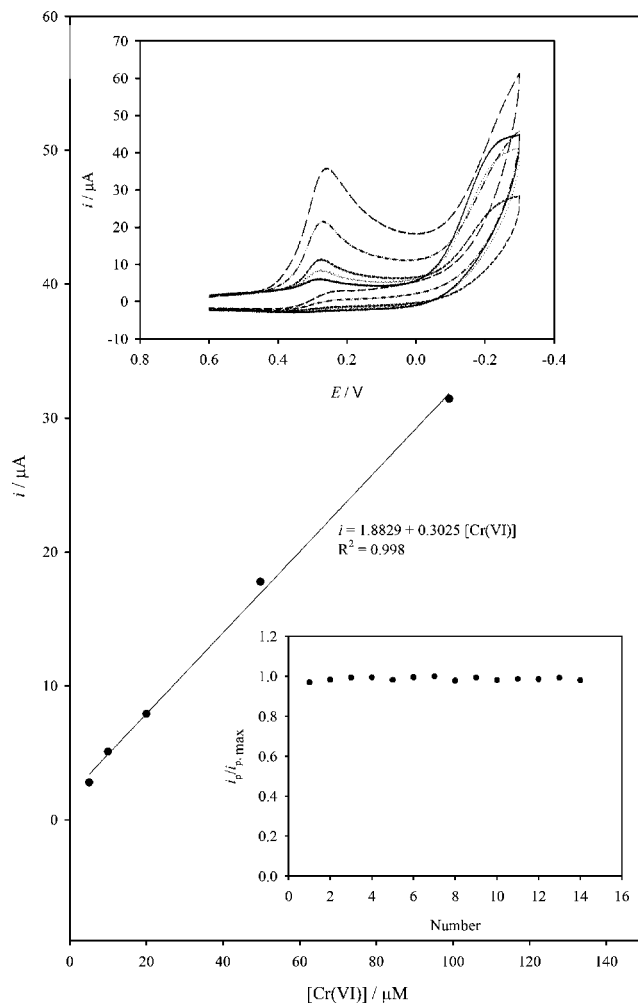 60
50
40
30
20
10
0
i / μA
70
60
50
40
30
20
10
0
-10
i / μA
0.8 0.6 0.4 0.2 0.0 -0.2 -0.4
E / V
i = 1.8829 + 0.3025 [Cr(VI)]
R² = 0.998
1.2
1.0
0.8
0.6
0.4
0.2
0.0
ip/ip, max
0 2 4 6 8 10 12 14 16
Number
0 20 40 60 80 100 120 140
[Cr(VI)] / μM